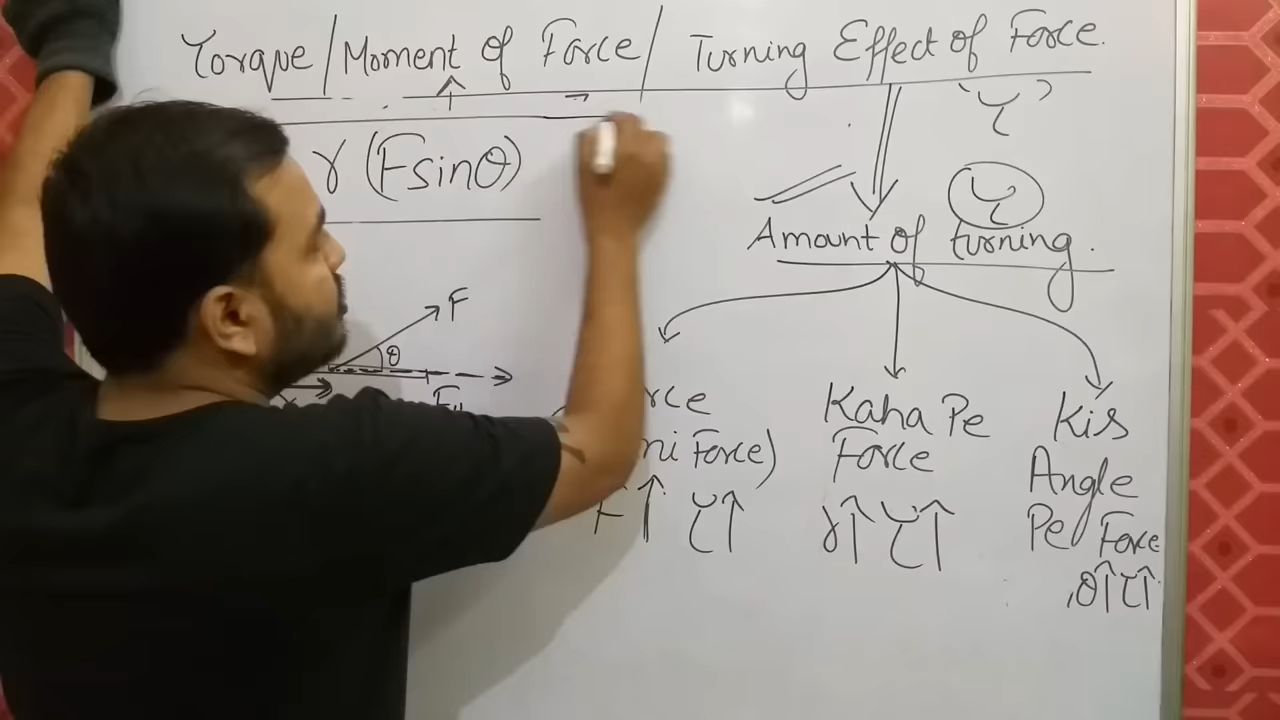 Torque/Moment of Force/Turning Effect of Force.
'τ'
r (Fsinθ)
τ
Amount of turning.
F
θ
F||
rce
ni Force)
F↑ τ↑
Kaha Pe
Force
r↑ τ↑
Kis
Angle
Pe Force
θ↑ τ↑